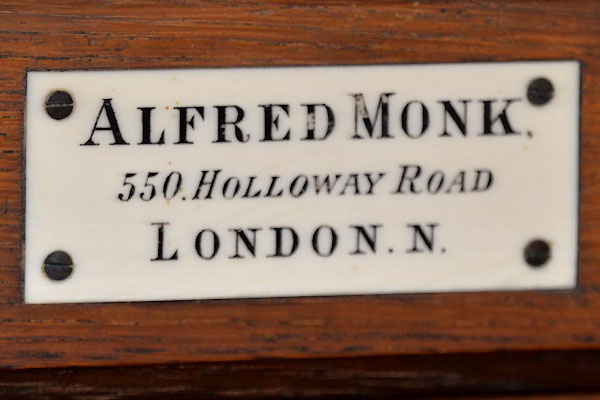 ALFRED MONK,
550. HOLLOWAY ROAD
LONDON. N.